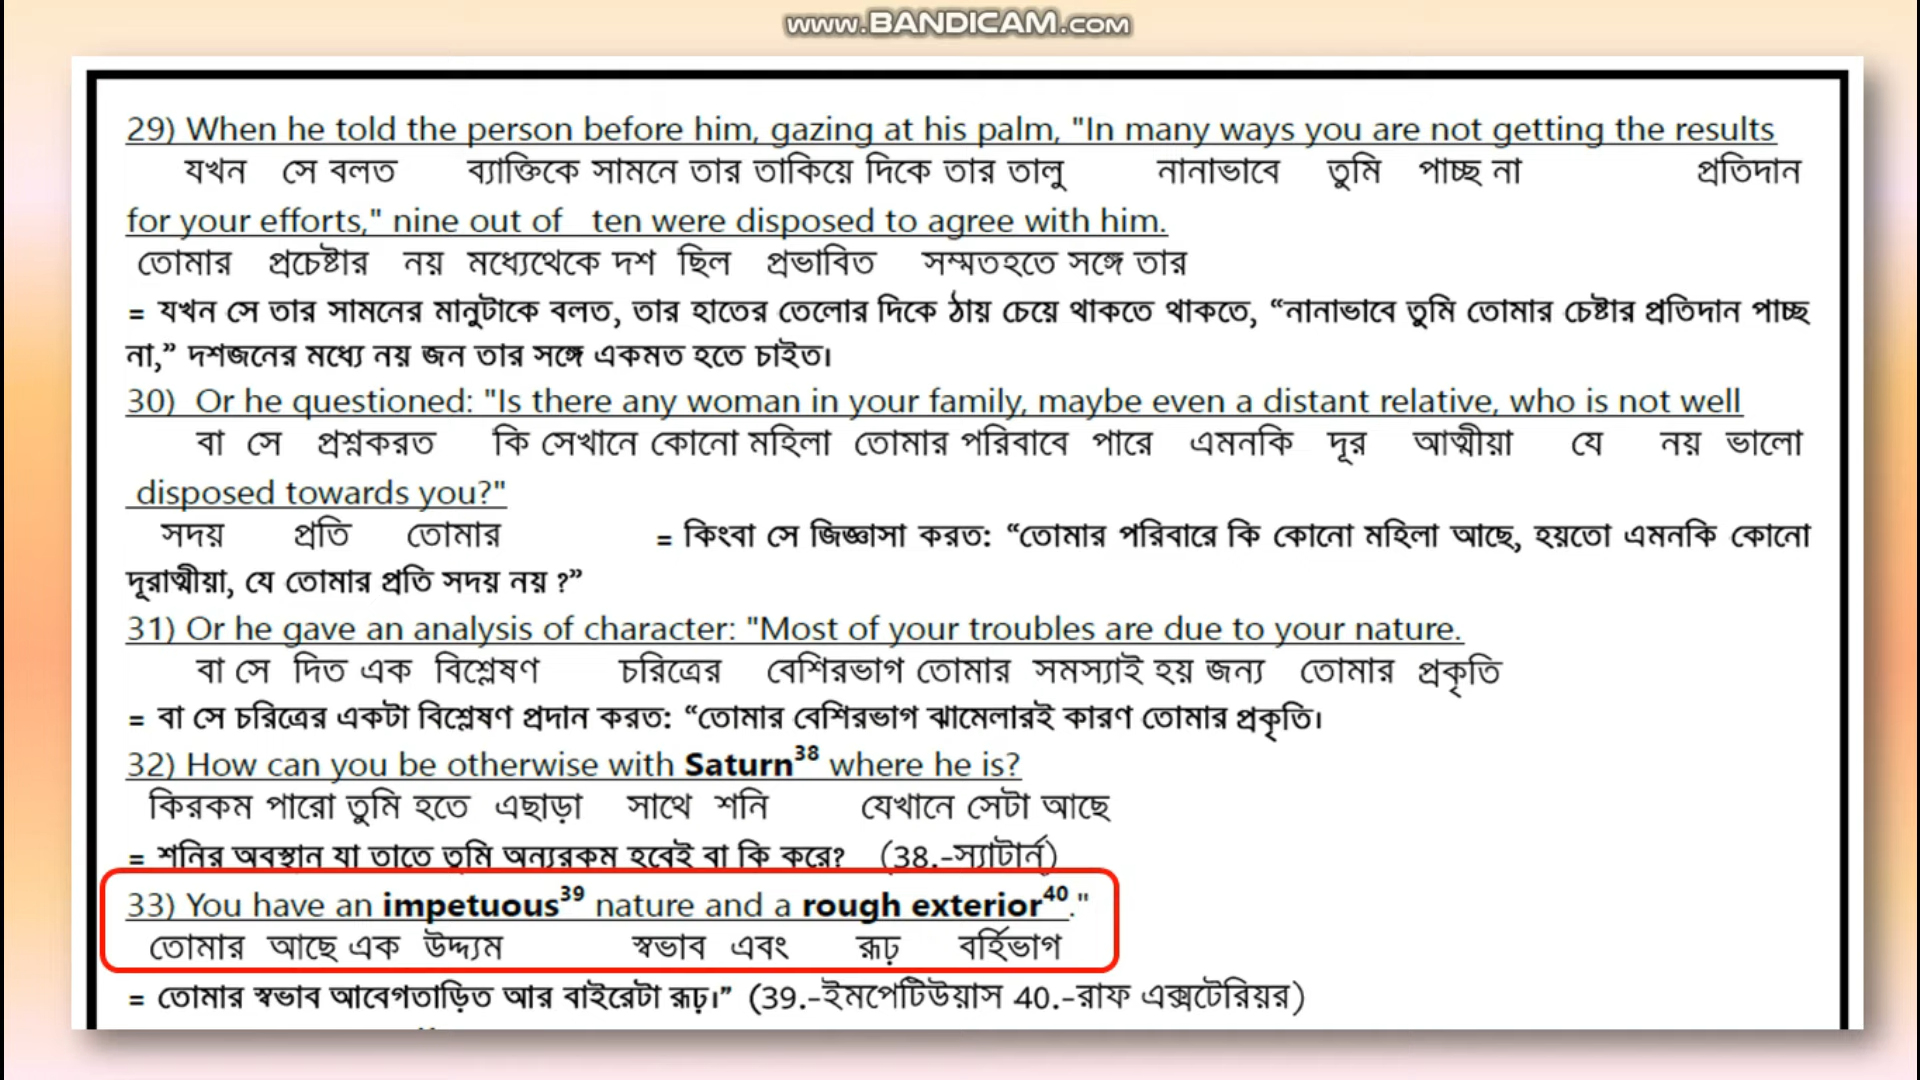 www.BANDICAM.com
29) When he told the person before him, gazing at his palm, "In many ways you are not getting the results
যখন সে বলত ব্যাক্তিকে সামনে তার তাকিয়ে দিকে তার তালু নানাভাবে তুমি পাচ্ছ না প্রতিদান
for your efforts," nine out of ten were disposed to agree with him.
তোমার প্রচেষ্টার নয় মধ্যেথেকে দশ ছিল প্রভাবিত সম্মতহতে সঙ্গে তার
= যখন সে তার সামনের মানুটাকে বলত, তার হাতের তেলোর দিকে ঠায় চেয়ে থাকতে থাকতে, “নানাভাবে তুমি তোমার চেষ্টার প্রতিদান পাচ্ছ
না,” দশজনের মধ্যে নয় জন তার সঙ্গে একমত হতে চাইত।
30) Or he questioned: "Is there any woman in your family, maybe even a distant relative, who is not well
বা সে প্রশ্নকরত কি সেখানে কোনো মহিলা তোমার পরিবাবে পারে এমনকি দূর আত্মীয়া যে নয় ভালো
disposed towards you?"
সদয় প্রতি তোমার = কিংবা সে জিজ্ঞাসা করত: “তোমার পরিবারে কি কোনো মহিলা আছে, হয়তো এমনকি কোনো
দূরাত্মীয়া, যে তোমার প্রতি সদয় নয় ?”
31) Or he gave an analysis of character: "Most of your troubles are due to your nature.
বা সে দিত এক বিশ্লেষণ চরিত্রের বেশিরভাগ তোমার সমস্যাই হয় জন্য তোমার প্রকৃতি
= বা সে চরিত্রের একটা বিশ্লেষণ প্রদান করত: “তোমার বেশিরভাগ ঝামেলারই কারণ তোমার প্রকৃতি।
32) How can you be otherwise with Saturn³⁸ where he is?
কিরকম পারো তুমি হতে এছাড়া সাথে শনি যেখানে সেটা আছে
= শনির অবস্থান যা তাতে তুমি অন্যরকম হবেই বা কি করে? (38.-স্যাটার্ন)
33) You have an impetuous³⁹ nature and a rough exterior⁴⁰."
তোমার আছে এক উদ্দ্যম স্বভাব এবং রূঢ় বর্হিভাগ
= তোমার স্বভাব আবেগতাড়িত আর বাইরেটা রূঢ়।” (39.-ইমপেটিউয়াস 40.-রাফ এক্সটেরিয়র)